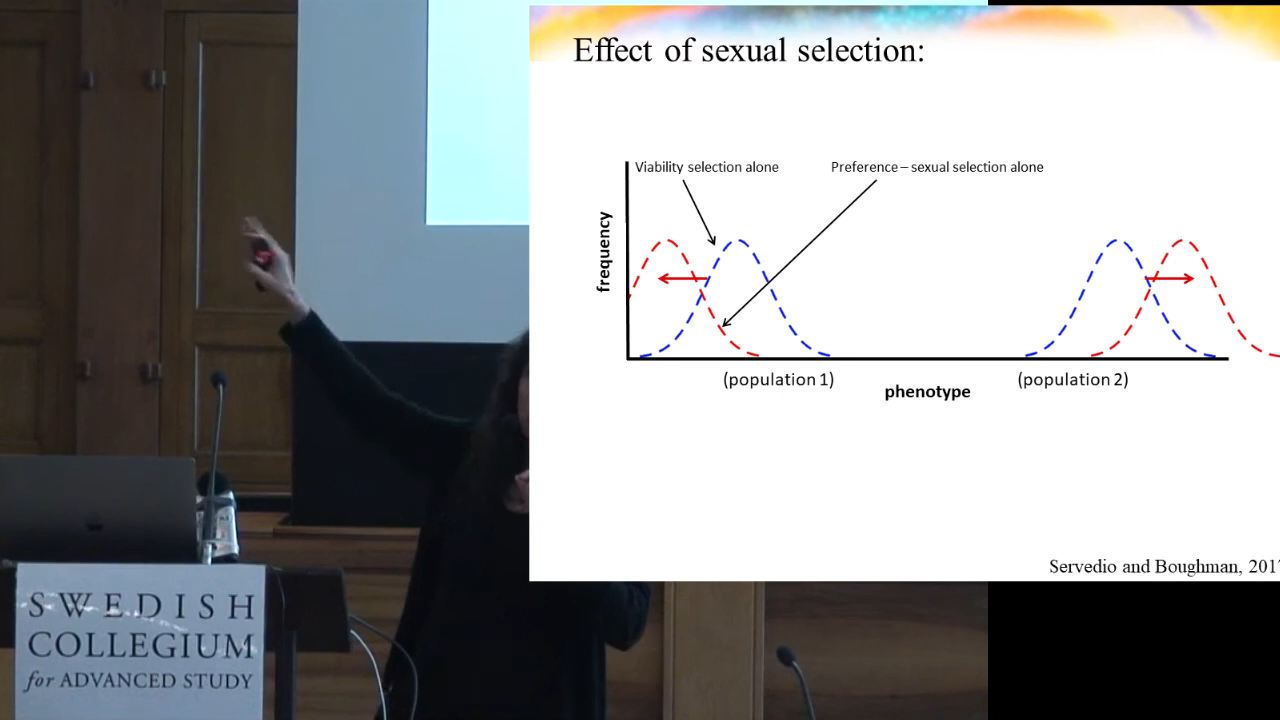 Effect of sexual selection:
Viability selection alone
Preference – sexual selection alone
frequency
(population 1)
phenotype
(population 2)
Servedio and Boughman, 2017
SWEDISH
COLLEGIUM
for ADVANCED STUDY